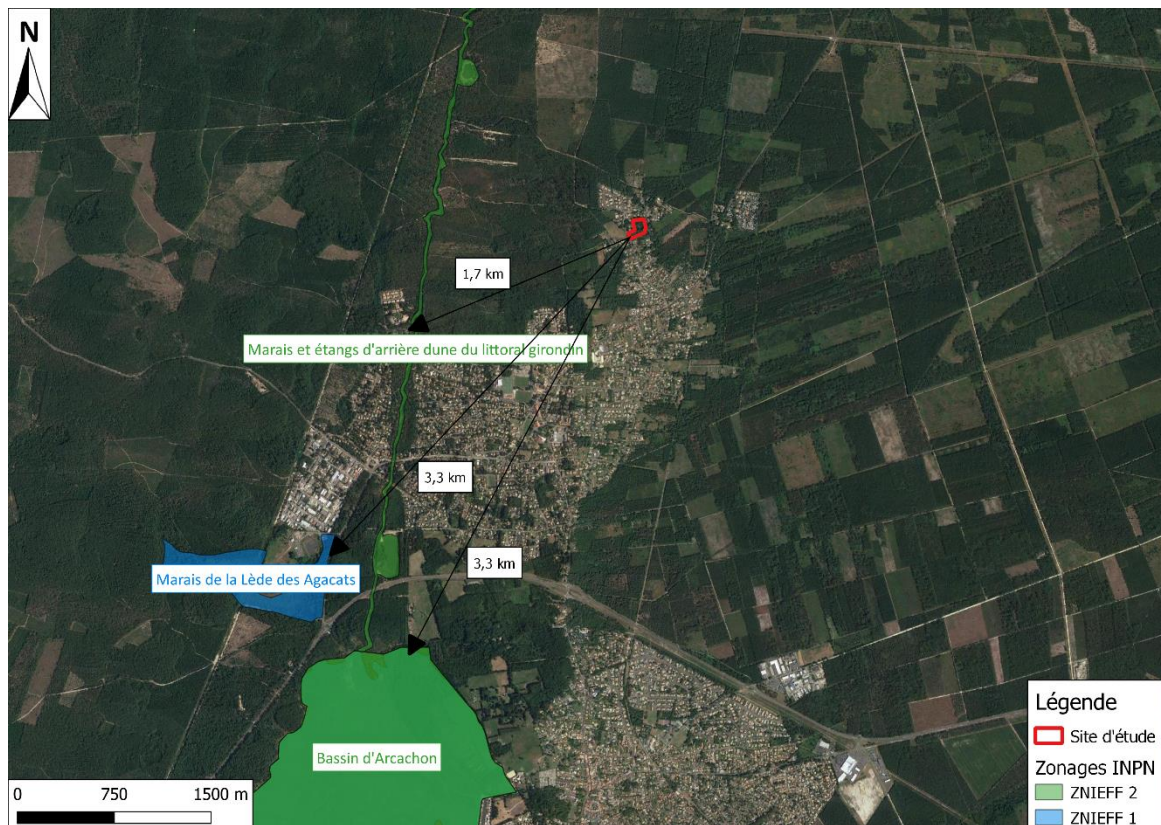 N
1,7 km
Marais et étangs d'arrière dune du littoral girondin
3,3 km
3,3 km
Marais de la Lède des Agacats
Bassin d'Arcachon
0 750 1500 m
Légende
Site d'étude
Zonages INPN
ZNIEFF 2
ZNIEFF 1